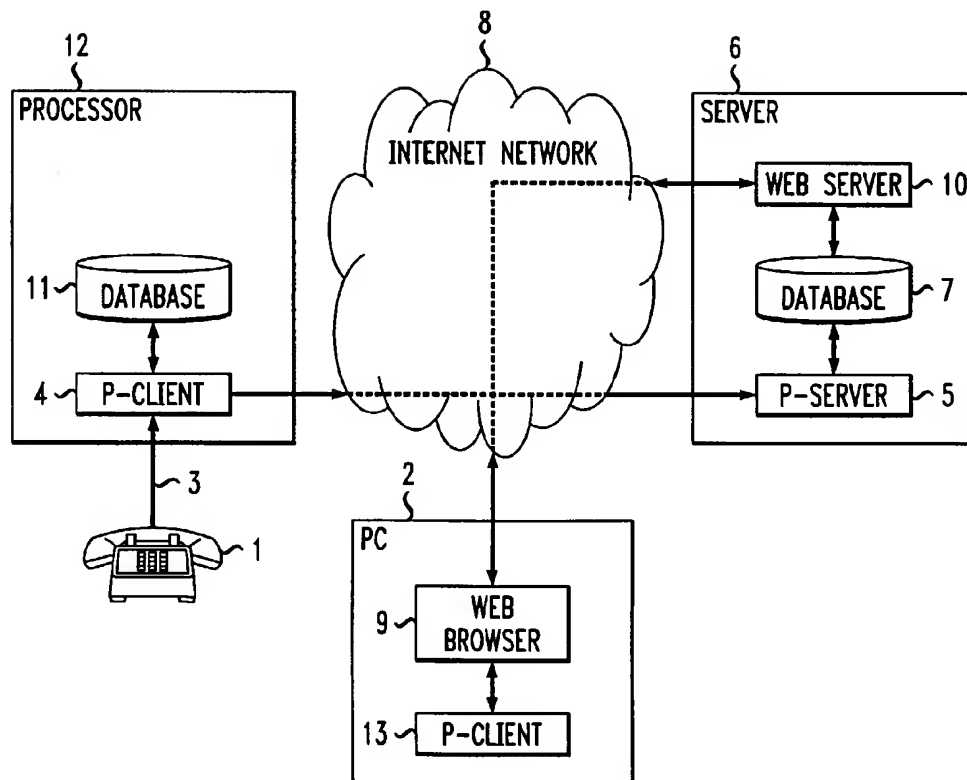 12
PROCESSOR
11
DATABASE
4
P-CLIENT
3
1
8
INTERNET NETWORK
6
SERVER
WEB SERVER
10
DATABASE
7
P-SERVER
5
2
PC
9
WEB
BROWSER
13
P-CLIENT